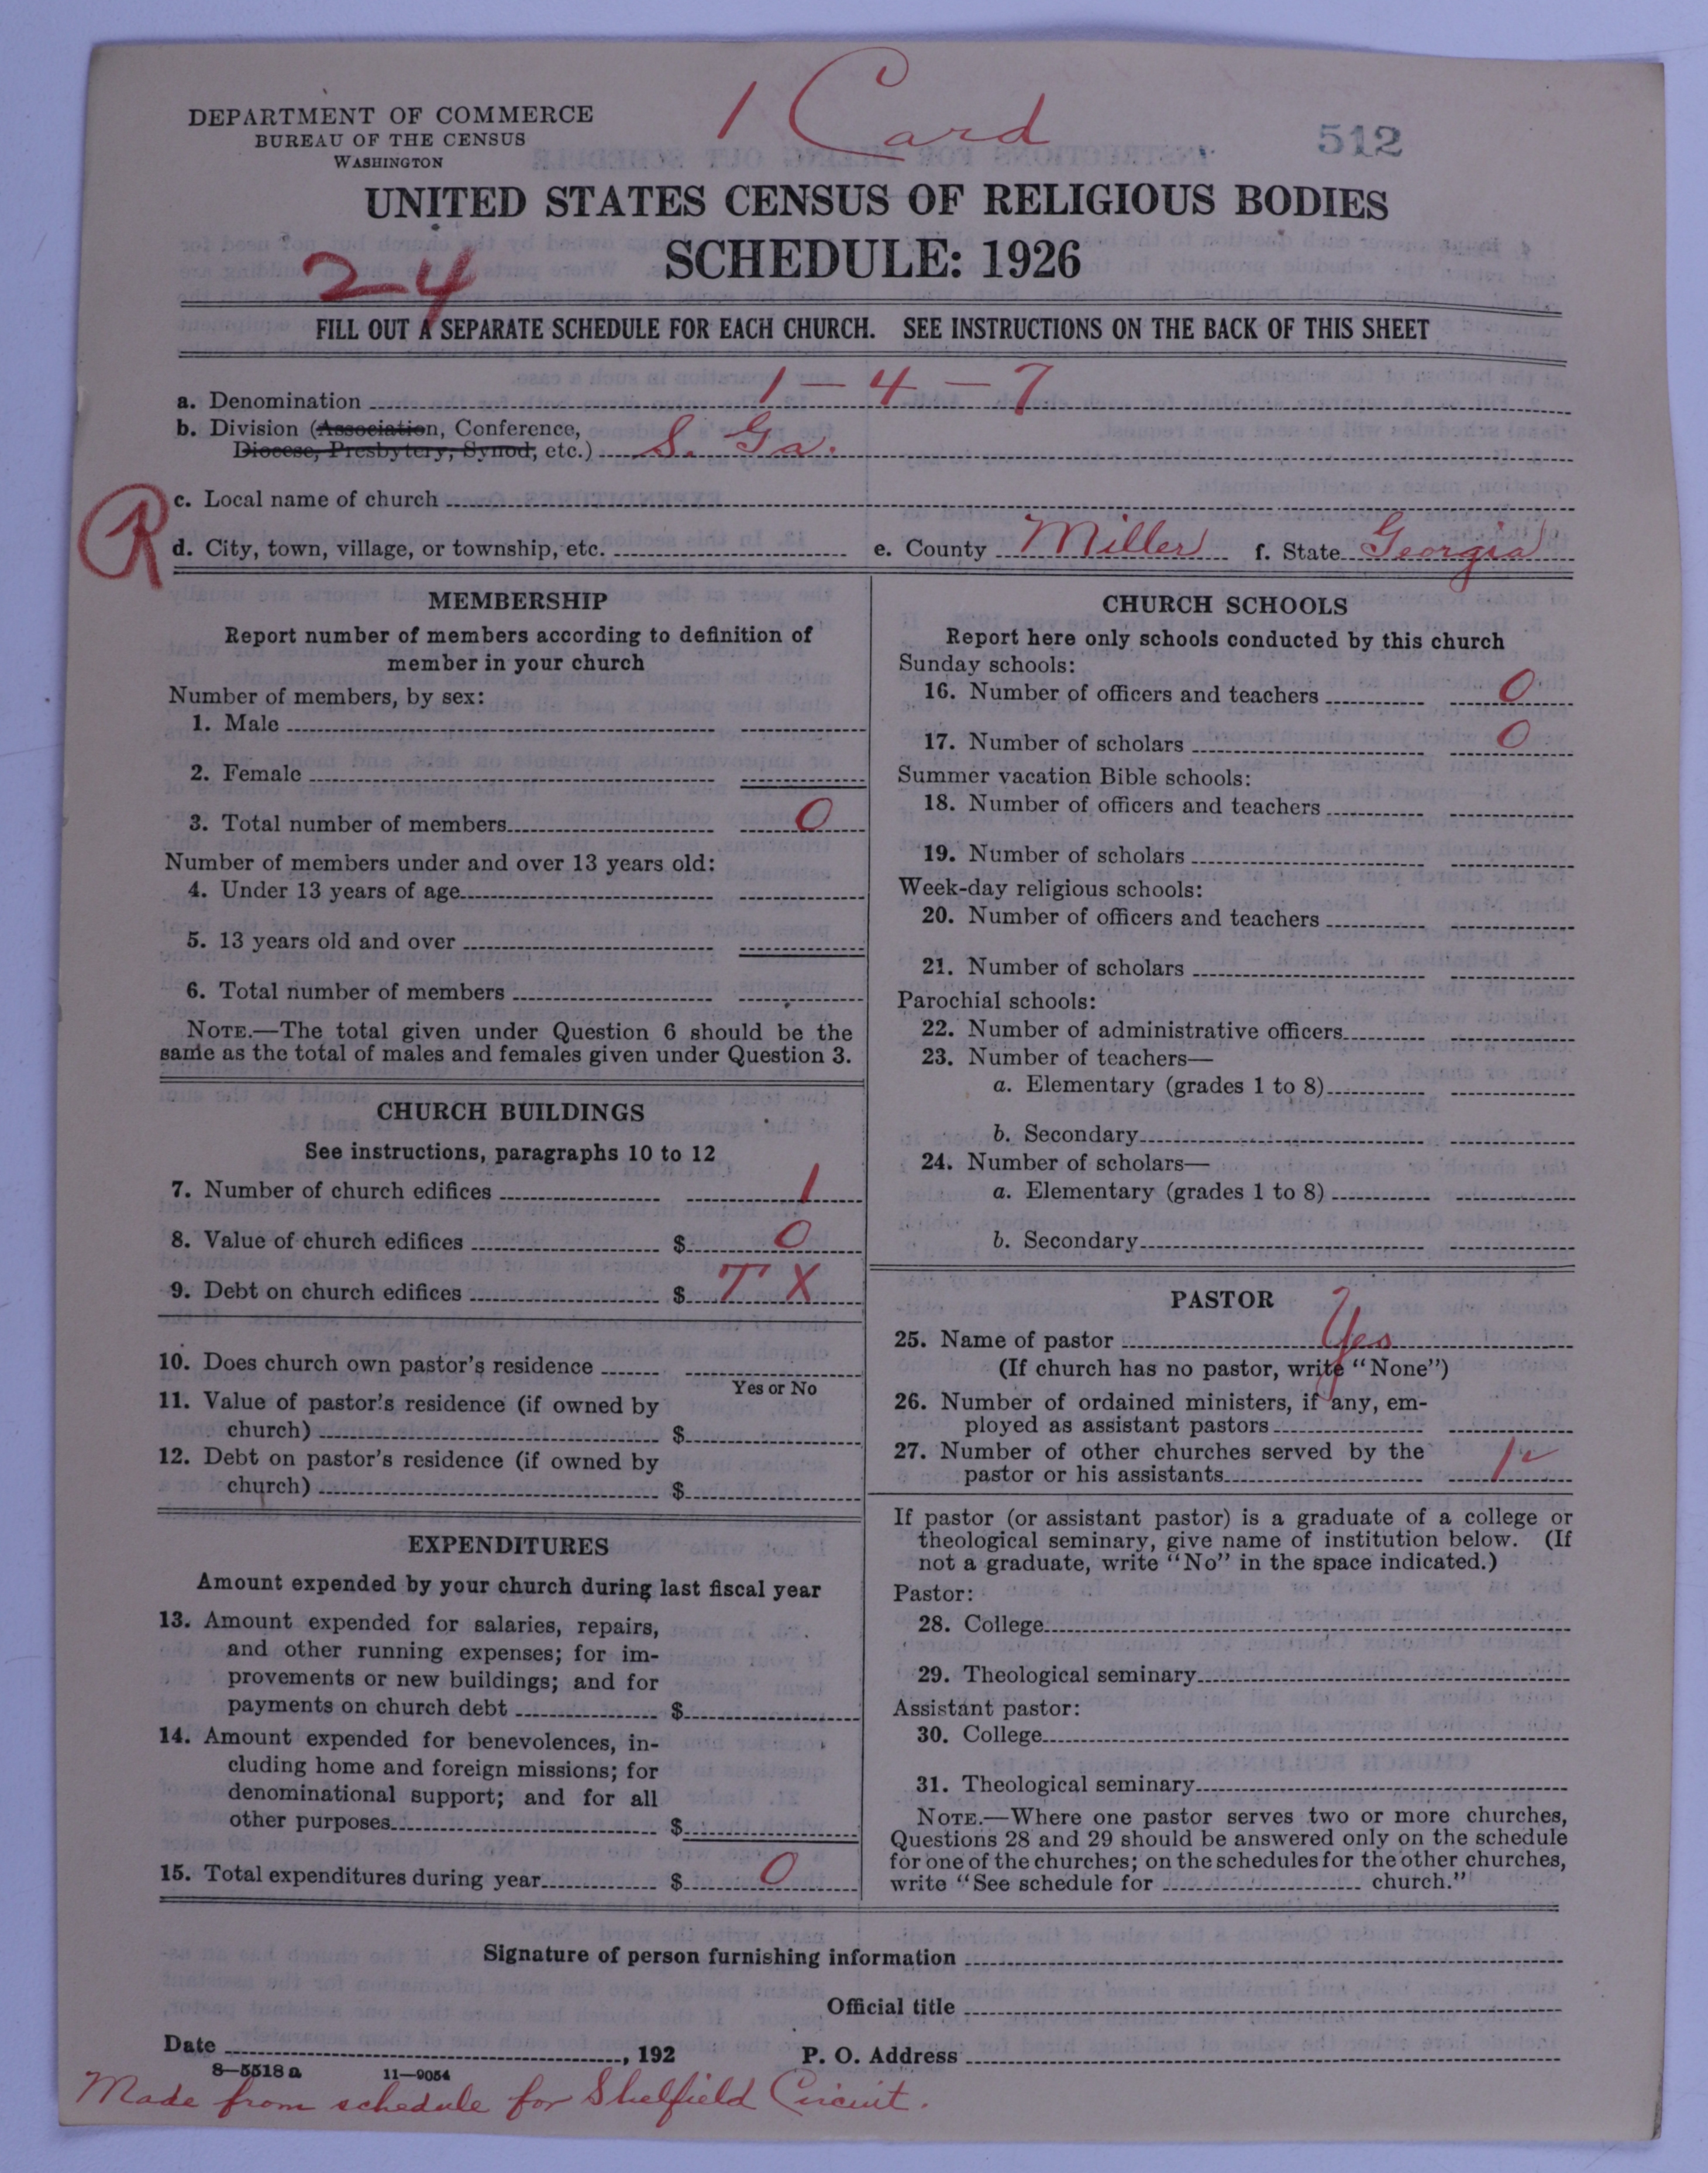 1 Card
DEPARTMENT OF COMMERCE
BUREAU OF THE CENSUS
WASHINGTON
512
UNITED STATES CENSUS OF RELIGIOUS BODIES
SCHEDULE: 1926
24
FILL OUT A SEPARATE SCHEDULE FOR EACH CHURCH. SEE INSTRUCTIONS ON THE BACK OF THIS SHEET
a. Denomination 1-4-7
b. Division (Association, Conference,
Diocese, Presbytery, Synod, etc.) S. Ga.
R
c. Local name of church
d. City, town, village, or township, etc. e. County Miller f. State Georgia
MEMBERSHIP
Report number of members according to definition of
member in your church
Number of members, by sex:
1. Male
2. Female
3. Total number of members 0
Number of members under and over 13 years old:
4. Under 13 years of age
5. 13 years old and over
6. Total number of members
NOTE.—The total given under Question 6 should be the
same as the total of males and females given under Question 3.
CHURCH BUILDINGS
See instructions, paragraphs 10 to 12
7. Number of church edifices 1
8. Value of church edifices $ 0
9. Debt on church edifices $ T X
10. Does church own pastor's residence
Yes or No
11. Value of pastor's residence (if owned by
church) $
12. Debt on pastor's residence (if owned by
church) $
EXPENDITURES
Amount expended by your church during last fiscal year
13. Amount expended for salaries, repairs,
and other running expenses; for im-
provements or new buildings; and for
payments on church debt $
14. Amount expended for benevolences, in-
cluding home and foreign missions; for
denominational support; and for all
other purposes $
15. Total expenditures during year $ 0
CHURCH SCHOOLS
Report here only schools conducted by this church
Sunday schools:
16. Number of officers and teachers 0
17. Number of scholars 0
Summer vacation Bible schools:
18. Number of officers and teachers
19. Number of scholars
Week-day religious schools:
20. Number of officers and teachers
21. Number of scholars
Parochial schools:
22. Number of administrative officers
23. Number of teachers—
a. Elementary (grades 1 to 8)
b. Secondary
24. Number of scholars—
a. Elementary (grades 1 to 8)
b. Secondary
PASTOR
25. Name of pastor Yes
(If church has no pastor, write "None")
26. Number of ordained ministers, if any, em-
ployed as assistant pastors
27. Number of other churches served by the
pastor or his assistants
If pastor (or assistant pastor) is a graduate of a college or
theological seminary, give name of institution below. (If
not a graduate, write "No" in the space indicated.)
Pastor:
28. College
29. Theological seminary
Assistant pastor:
30. College
31. Theological seminary
NOTE.—Where one pastor serves two or more churches,
Questions 28 and 29 should be answered only on the schedule
for one of the churches; on the schedules for the other churches,
write "See schedule for church."
Signature of person furnishing information
Official title
Date , 192 P. O. Address
8—5518 a 11—9054
Made from schedule for Shelfield Circuit.